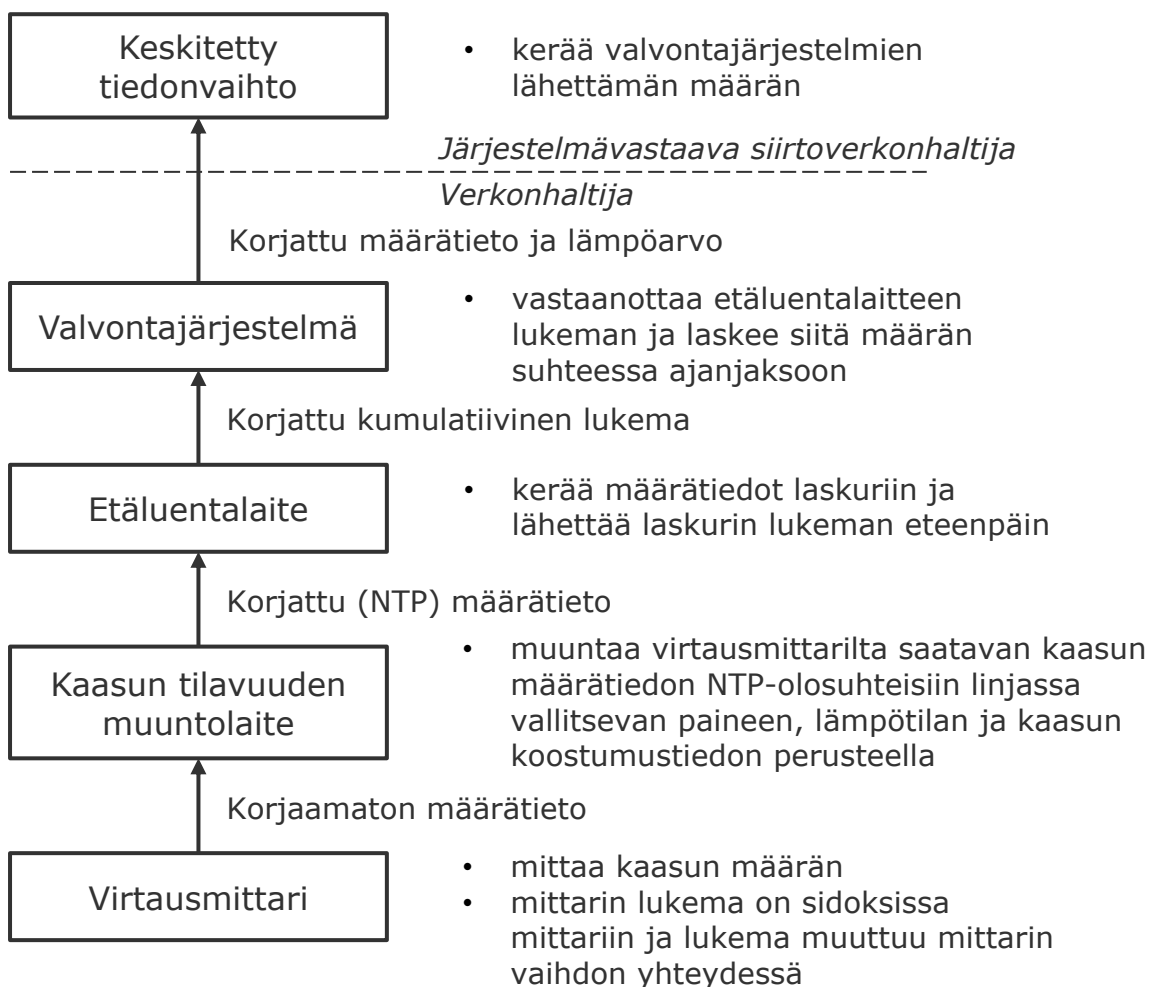 Keskitetty
tiedonvaihto
• kerää valvontajärjestelmien
lähettämän määrän
Järjestelmävastaava siirtoverkonhaltija
Verkonhaltija
Korjattu määrätieto ja lämpöarvo
Valvontajärjestelmä
• vastaanottaa etäluentalaitteen
lukeman ja laskee siitä määrän
suhteessa ajanjaksoon
Korjattu kumulatiivinen lukema
Etäluentalaite
• kerää määrätiedot laskuriin ja
lähettää laskurin lukeman eteenpäin
Korjattu (NTP) määrätieto
Kaasun tilavuuden
muuntolaite
• muuntaa virtausmittarilta saatavan kaasun
määrätiedon NTP-olosuhteisiin linjassa
vallitsevan paineen, lämpötilan ja kaasun
koostumustiedon perusteella
Korjaamaton määrätieto
Virtausmittari
• mittaa kaasun määrän
• mittarin lukema on sidoksissa
mittariin ja lukema muuttuu mittarin
vaihdon yhteydessä